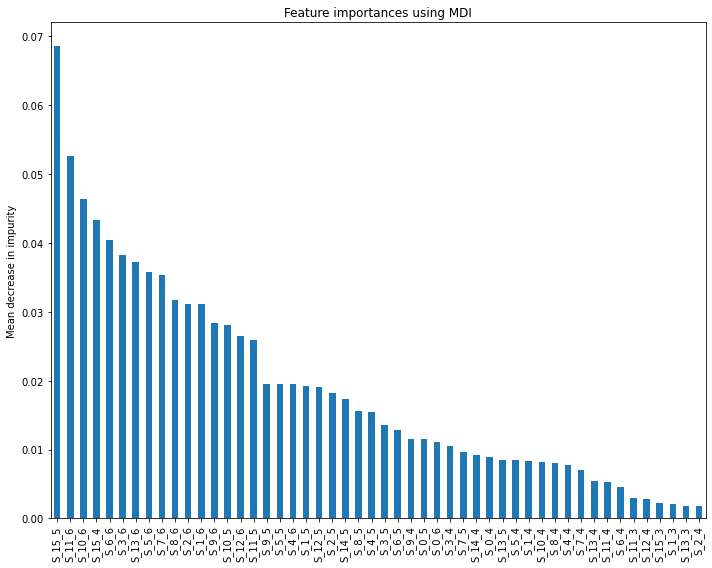 Feature importances using MDI
Mean decrease in impurity
0.07
0.06
0.05
0.04
0.03
0.02
0.01
0.00
S_15_5
S_11_6
S_10_6
S_15_4
S_6_6
S_3_6
S_13_6
S_5_6
S_7_6
S_8_6
S_2_6
S_1_6
S_9_6
S_10_5
S_12_6
S_11_5
S_9_5
S_5_5
S_4_6
S_1_5
S_12_5
S_2_5
S_14_5
S_8_5
S_4_5
S_3_5
S_6_5
S_9_4
S_0_5
S_0_6
S_3_4
S_7_5
S_14_4
S_0_4
S_13_5
S_5_4
S_1_4
S_10_4
S_8_4
S_4_4
S_7_4
S_13_4
S_11_4
S_6_4
S_11_3
S_12_4
S_15_3
S_1_3
S_13_3
S_2_4